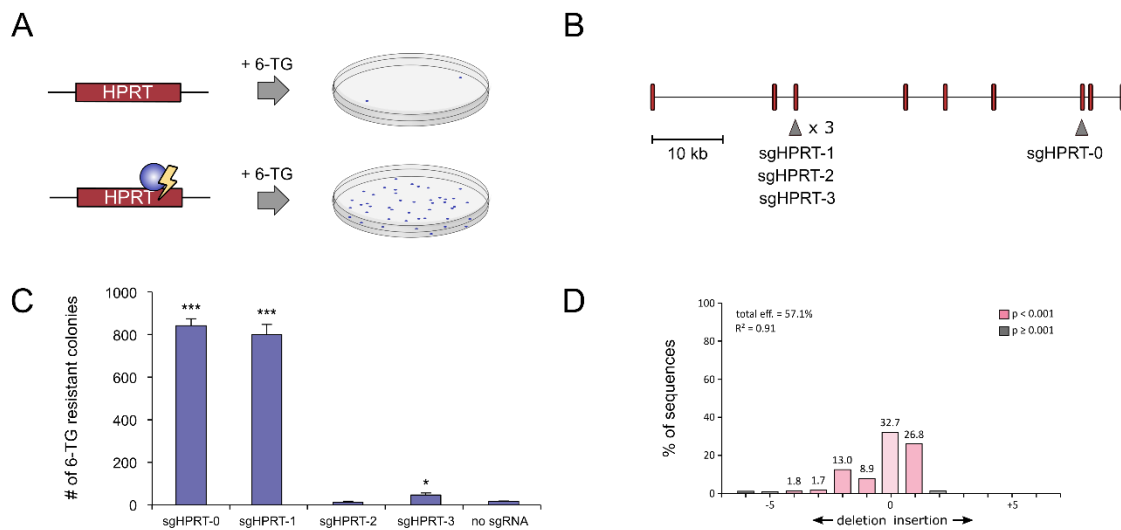 A
HPRT
+ 6-TG
HPRT
+ 6-TG
B
10 kb
x 3
sgHPRT-1
sgHPRT-2
sgHPRT-3
sgHPRT-0
C
# of 6-TG resistant colonies
1000
800
600
400
200
0
***
***
*
sgHPRT-0 sgHPRT-1 sgHPRT-2 sgHPRT-3 no sgRNA
D
% of sequences
100
80
60
40
20
0
total eff. = 57.1%
R² = 0.91
p < 0.001
p ≥ 0.001
1.8 1.7 13.0 8.9 32.7 26.8
-5 0 +5
deletion insertion